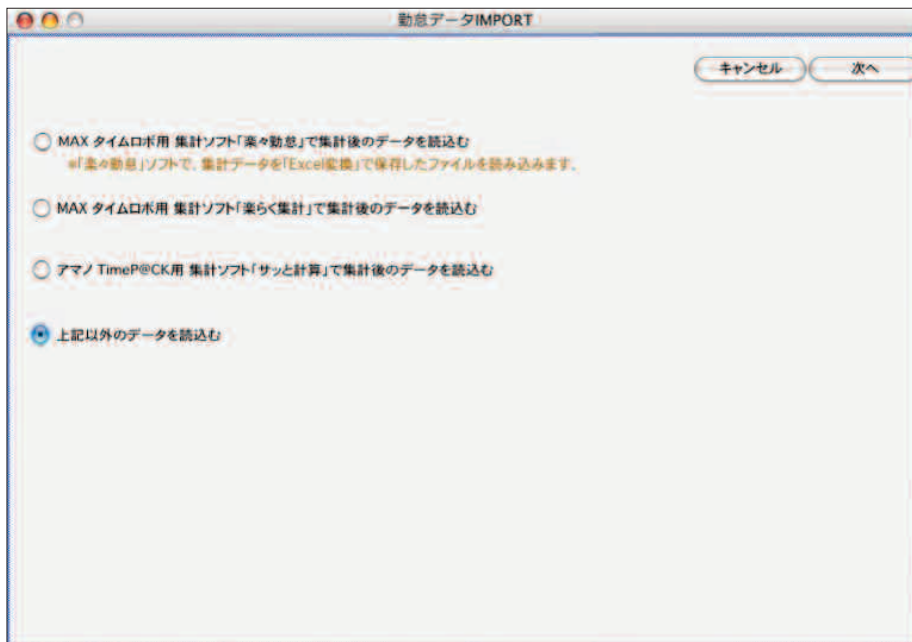 勤怠データIMPORT
キャンセル 次へ
MAX タイムロボ用 集計ソフト「楽々勤怠」で集計後のデータを読込む
※「楽々勤怠」ソフトで、集計データを「Excel変換」で保存したファイルを読み込みます。
MAX タイムロボ用 集計ソフト「楽らく集計」で集計後のデータを読込む
アマノ TimeP@CK用 集計ソフト「サッと計算」で集計後のデータを読込む
上記以外のデータを読込む